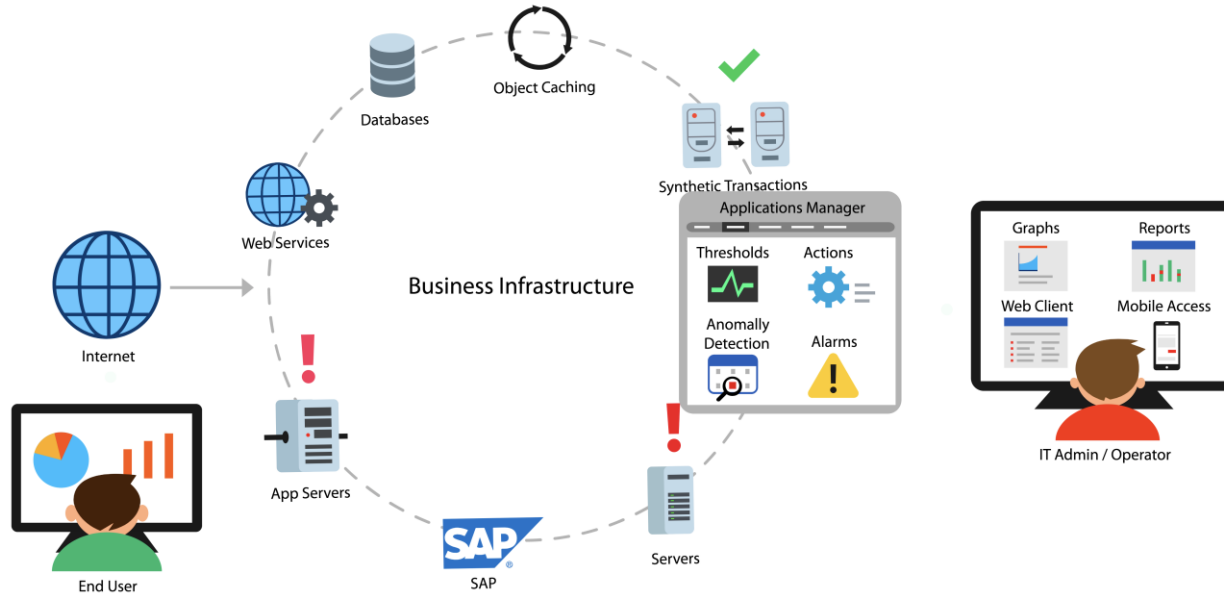 Object Caching
Databases
Synthetic Transactions
Applications Manager
Web Services
Business Infrastructure
Thresholds
Actions
Anomally
Detection
Alarms
Graphs
Reports
Web Client
Mobile Access
Internet
App Servers
IT Admin / Operator
SAP®
SAP
Servers
End User